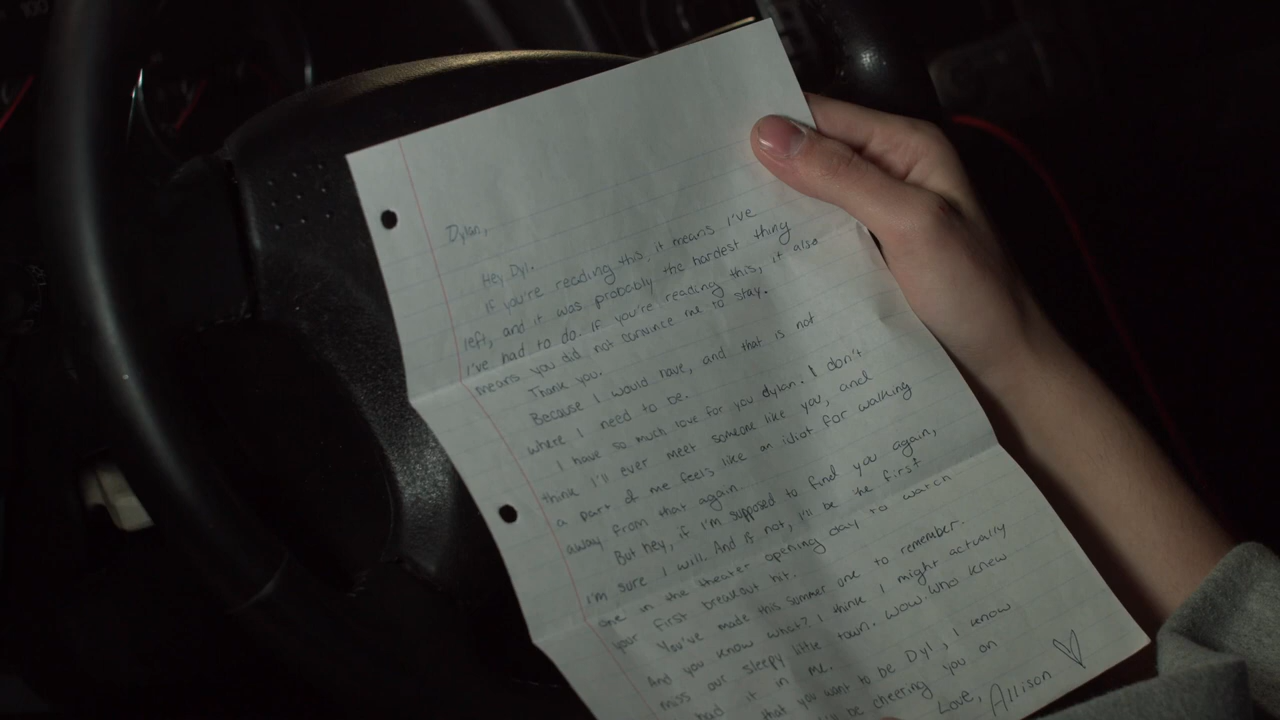 100
Dylan,
Hey Dyl.
If you're reading this, it means I've
left, and it was probably the hardest thing
I've had to do. If you're reading this, it also
means you did not convince me to stay.
Thank you.
Because I would have, and that is not
where I need to be.
I have so much love for you dylan. I don't
think I'll ever meet someone like you, and
a part of me feels like an idiot for walking
away from that again.
But hey, if I'm supposed to find you again,
I'm sure I will. And if not, I'll be the first
one in the theater opening day to watch
your first breakout hit.
You've made this summer one to remember.
And you know what? I think I might actually
miss our sleepy little town. Wow who knew
had it in me.
that you want to be Dyl, I know
be cheering you on
Love, Allison